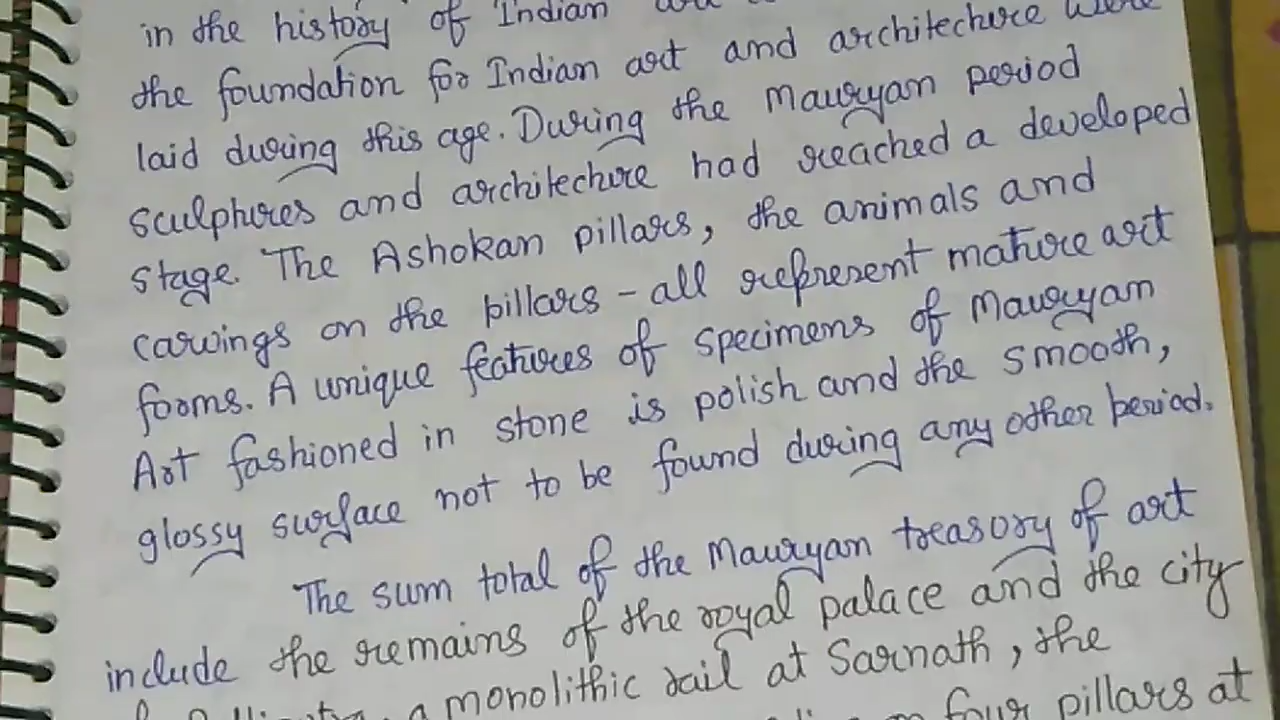 in the history of Indian
the foundation for Indian art and architechure were
laid during this age. During the Mauryan period
sculptures and architechure had reached a developed
stage. The Ashokan pillars, the animals and
carvings on the pillars - all represent mature art
forms. A unique features of specimens of Mauryan
Art fashioned in stone is polish and the smooth,
glossy surface not to be found during any other period.
The sum total of the Mauryan treasory of art
include the remains of the royal palace and the city
a monolithic rail at Sarnath, the
four pillars at